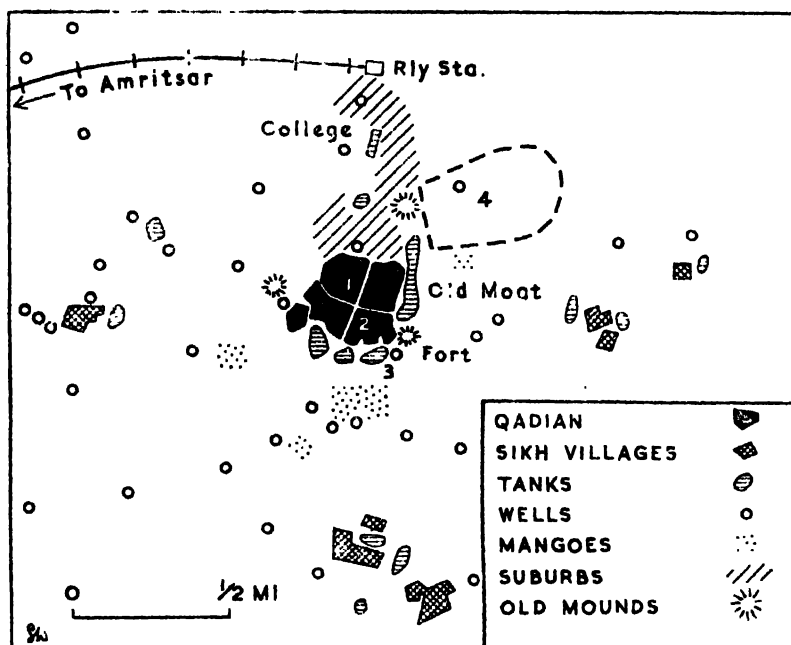 Rly Sta.
To Amritsar
College
4
1
Old Moat
2
Fort
3
QADIAN
SIKH VILLAGES
TANKS
WELLS
MANGOES
SUBURBS
OLD MOUNDS
1/2 MI